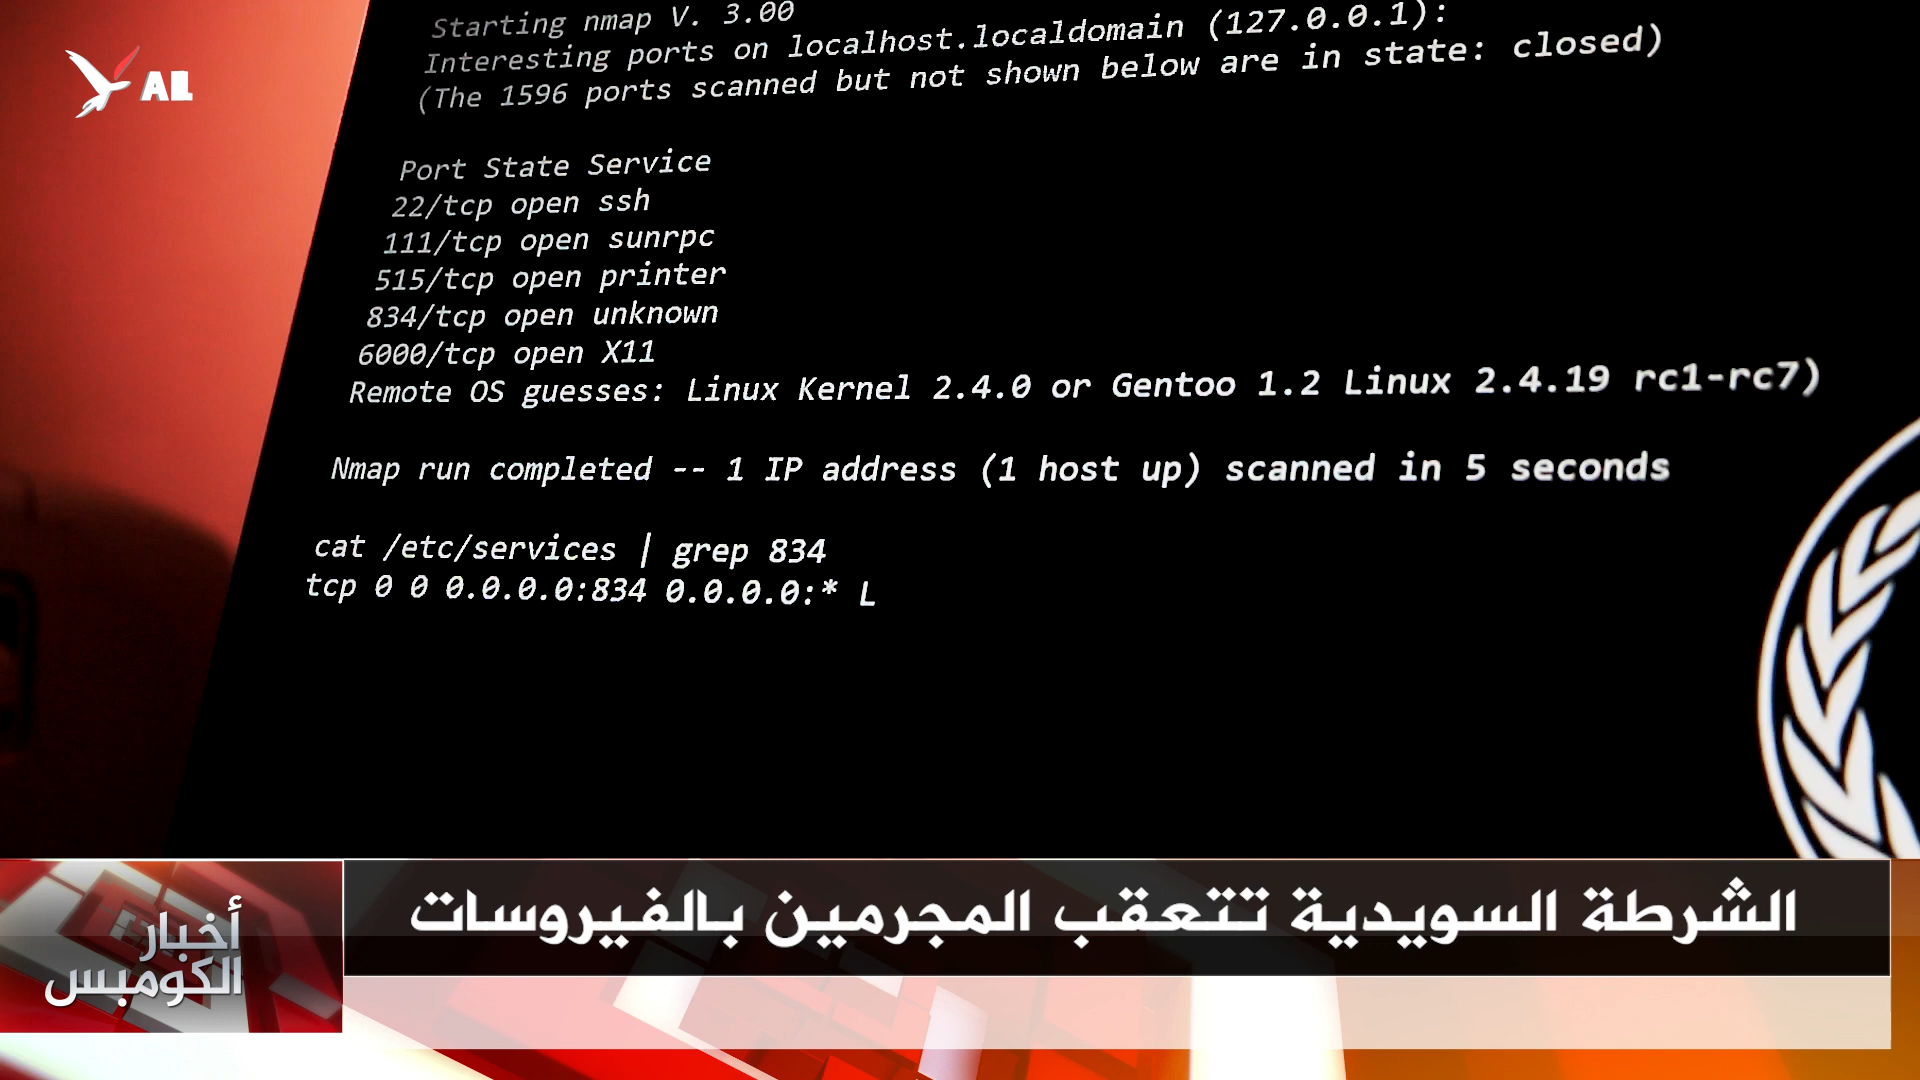 Starting nmap V. 3.00
Interesting ports on localhost.localdomain (127.0.0.1):
(The 1596 ports scanned but not shown below are in state: closed)
Port State Service
22/tcp open ssh
111/tcp open sunrpc
515/tcp open printer
834/tcp open unknown
6000/tcp open X11
Remote OS guesses: Linux Kernel 2.4.0 or Gentoo 1.2 Linux 2.4.19 rc1-rc7)
Nmap run completed -- 1 IP address (1 host up) scanned in 5 seconds
cat /etc/services | grep 834
tcp 0 0 0.0.0.0:834 0.0.0.0:* L
AL
الشرطة السويدية تتعقب المجرمين بالفيروسات
أخبار
الكومبس